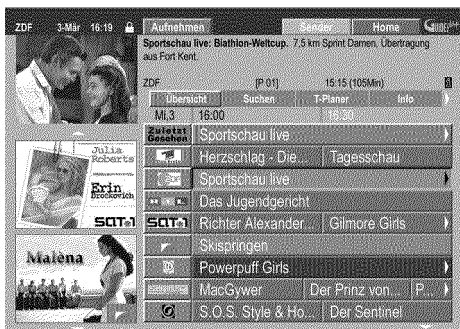 ZDF 3-Mär 16:19 Aufnehmen Sender Home GUIDE Plus+
Sportschau live: Biathlon-Weltcup. 7,5 km Sprint Damen, Übertragung
aus Fort Kent.
ZDF [P 01] 15:15 (105Min)
Übersicht Suchen T-Planer Info
Mi,3 16:00 16:30
Zuletzt
Gesehen
Sportschau live
Herzschlag - Die... Tagesschau
Sportschau live
Das Jugendgericht
SAT.1 Richter Alexander... Gilmore Girls
Skispringen
Powerpuff Girls
MacGywer Der Prinz von... P...
S.O.S. Style & Ho... Der Sentinel
Julia
Roberts
Erin
Brockovich
SAT.1
Malèna